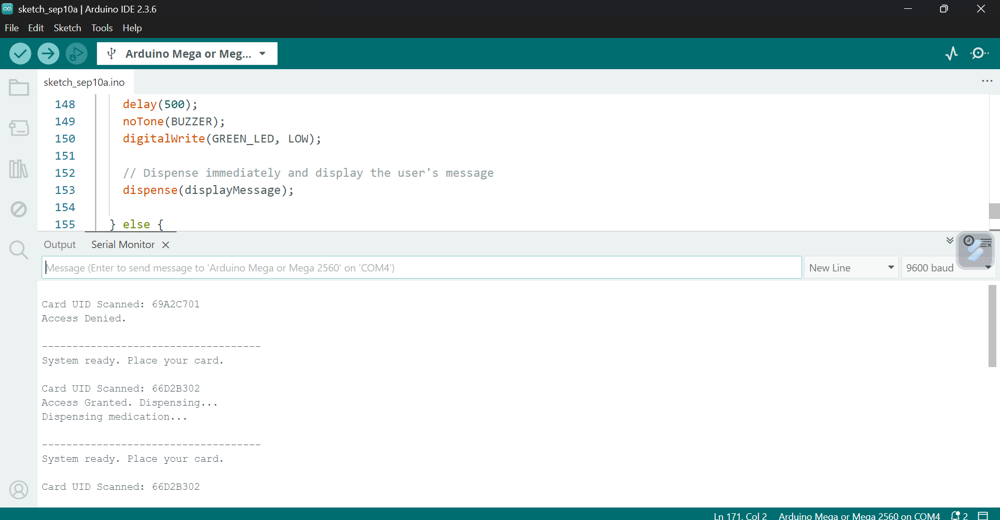 sketch_sep10a | Arduino IDE 2.3.6
File Edit Sketch Tools Help
Arduino Mega or Meg...
sketch_sep10a.ino
148 delay(500);
149 noTone(BUZZER);
150 digitalWrite(GREEN_LED, LOW);
151
152 // Dispense immediately and display the user's message
153 dispense(displayMessage);
154
155 } else {
Output Serial Monitor
Message (Enter to send message to 'Arduino Mega or Mega 2560' on 'COM4')
New Line
9600 baud
Card UID Scanned: 69A2C701
Access Denied.
------------------------------------
System ready. Place your card.
Card UID Scanned: 66D2B302
Access Granted. Dispensing...
Dispensing medication...
------------------------------------
System ready. Place your card.
Card UID Scanned: 66D2B302
Ln 171, Col 2 Arduino Mega or Mega 2560 on COM4 2